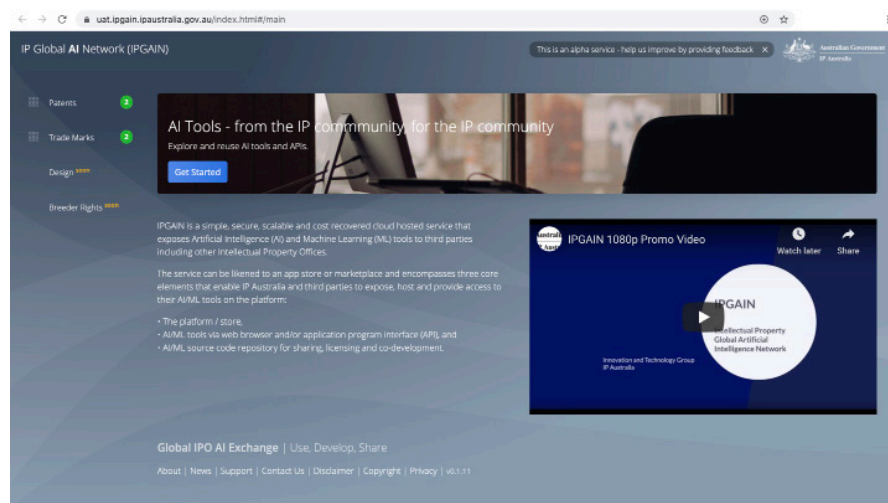 uat.ipgain.ipaustralia.gov.au/index.html#/main
IP Global AI Network (IPGAIN)
This is an alpha service - help us improve by providing feedback ×
Australian Government
IP Australia
Patents 2
Trade Marks 2
Design soon
Breeder Rights soon
AI Tools - from the IP commmunity, for the IP community
Explore and reuse AI tools and APIs.
Get Started
IPGAIN is a simple, secure, scalable and cost recovered cloud hosted service that
exposes Artificial Intelligence (AI) and Machine Learning (ML) tools to third parties
including other Intellectual Property Offices.
The service can be likened to an app store or marketplace and encompasses three core
elements that enable IP Australia and third parties to expose, host and provide access to
their AI/ML tools on the platform:
• The platform / store,
• AI/ML tools via web browser and/or application program interface (API), and
• AI/ML source code repository for sharing, licensing and co-development.
IPGAIN 1080p Promo Video
Watch later
Share
IPGAIN
Intellectual Property
Global Artificial
Intelligence Network
Innovation and Technology Group
IP Australia
Global IPO AI Exchange | Use, Develop, Share
About | News | Support | Contact Us | Disclaimer | Copyright | Privacy | v0.1.11